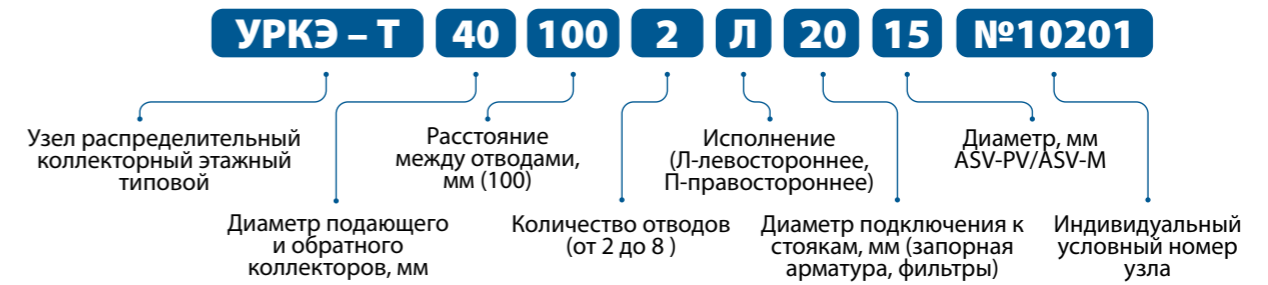 УРКЭ – Т 40 100 2 Л 20 15 №10201
Узел распределительный
коллекторный этажный
типовой
Диаметр подающего
и обратного
коллекторов, мм
Расстояние
между отводами,
мм (100)
Количество отводов
(от 2 до 8 )
Исполнение
(Л-левостороннее,
П-правостороннее)
Диаметр подключения к
стоякам, мм (запорная
арматура, фильтры)
Диаметр, мм
ASV-PV/ASV-M
Индивидуальный
условный номер
узла